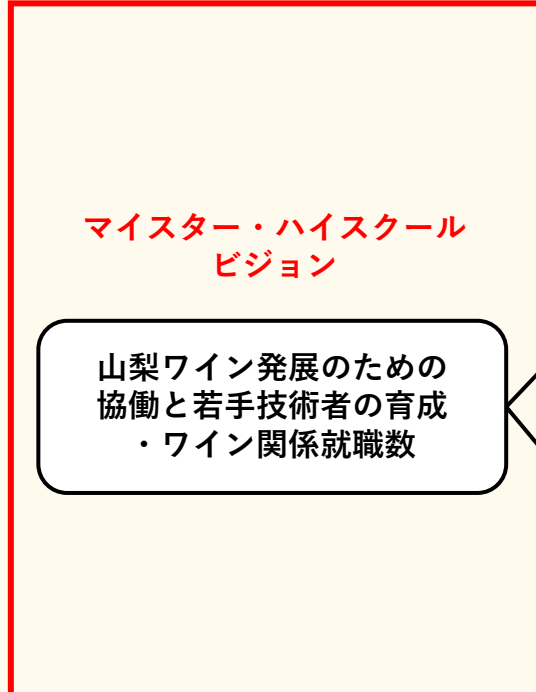 マイスター・ハイスクール
ビジョン
山梨ワイン発展のための
協働と若手技術者の育成
・ワイン関係就職数